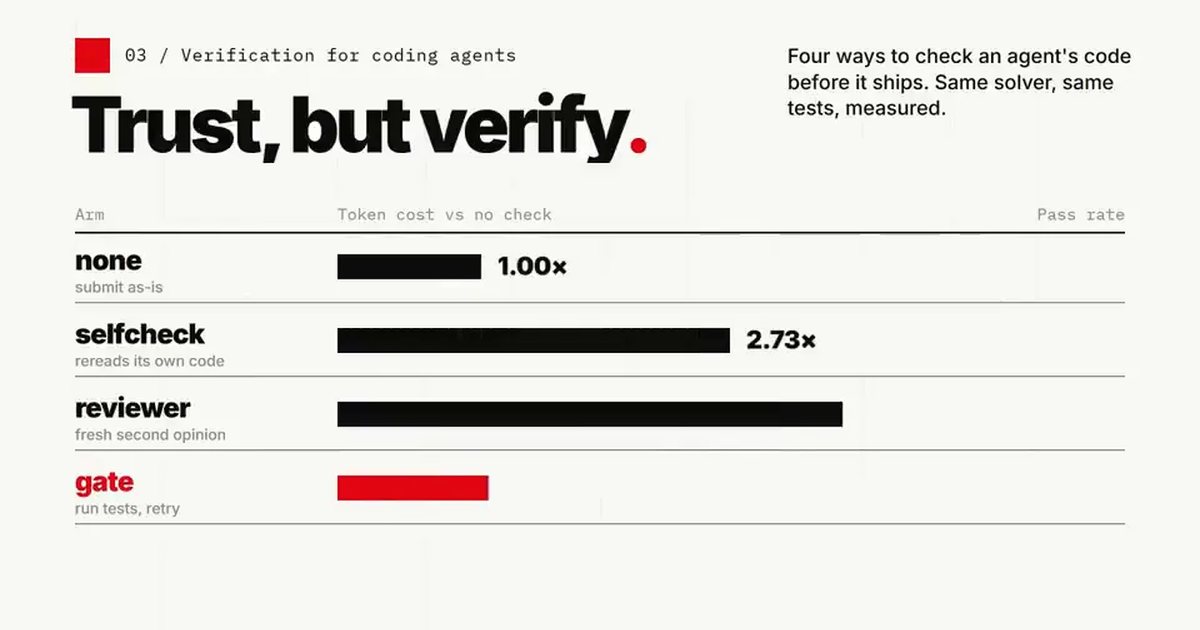 03 / Verification for coding agents
Trust, but verify.
Four ways to check an agent's code
before it ships. Same solver, same
tests, measured.
Arm
Token cost vs no check
Pass rate
none
submit as-is
1.00×
selfcheck
rereads its own code
2.73×
reviewer
fresh second opinion
gate
run tests, retry